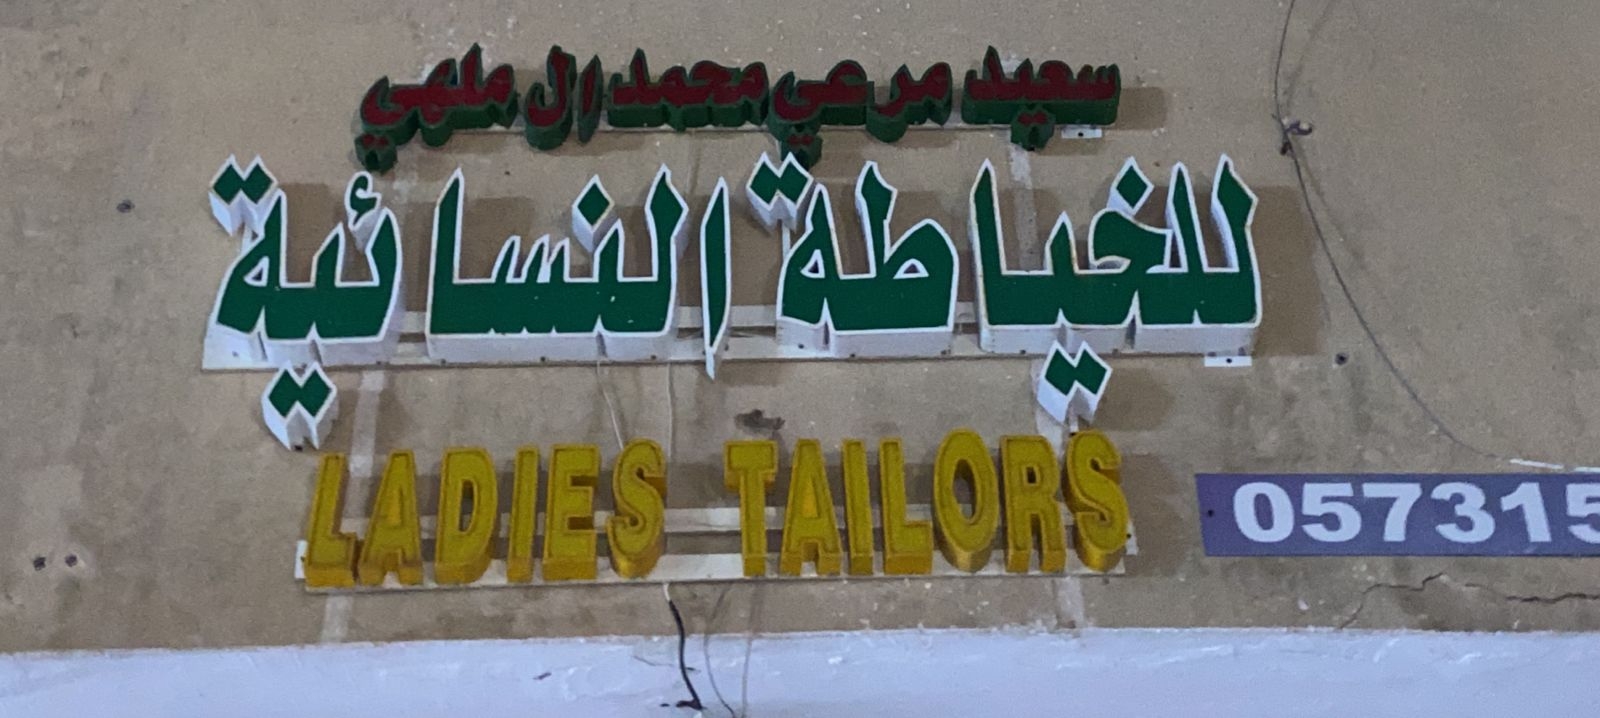 سعيد مرعي محمد ال ملهي
للخياطة النسائية
LADIES TAILORS
057315